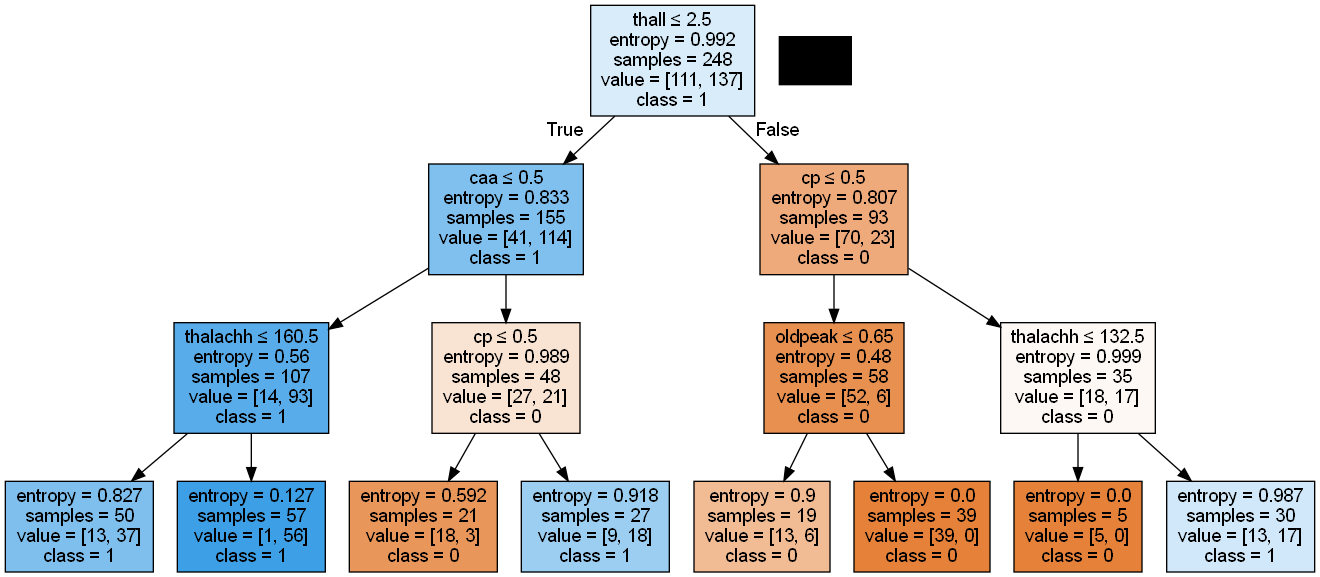 thall ≤ 2.5
entropy = 0.992
samples = 248
value = [111, 137]
class = 1
True
False
caa ≤ 0.5
entropy = 0.833
samples = 155
value = [41, 114]
class = 1
cp ≤ 0.5
entropy = 0.807
samples = 93
value = [70, 23]
class = 0
thalachh ≤ 160.5
entropy = 0.56
samples = 107
value = [14, 93]
class = 1
cp ≤ 0.5
entropy = 0.989
samples = 48
value = [27, 21]
class = 0
oldpeak ≤ 0.65
entropy = 0.48
samples = 58
value = [52, 6]
class = 0
thalachh ≤ 132.5
entropy = 0.999
samples = 35
value = [18, 17]
class = 0
entropy = 0.827
samples = 50
value = [13, 37]
class = 1
entropy = 0.127
samples = 57
value = [1, 56]
class = 1
entropy = 0.592
samples = 21
value = [18, 3]
class = 0
entropy = 0.918
samples = 27
value = [9, 18]
class = 1
entropy = 0.9
samples = 19
value = [13, 6]
class = 0
entropy = 0.0
samples = 39
value = [39, 0]
class = 0
entropy = 0.0
samples = 5
value = [5, 0]
class = 0
entropy = 0.987
samples = 30
value = [13, 17]
class = 1